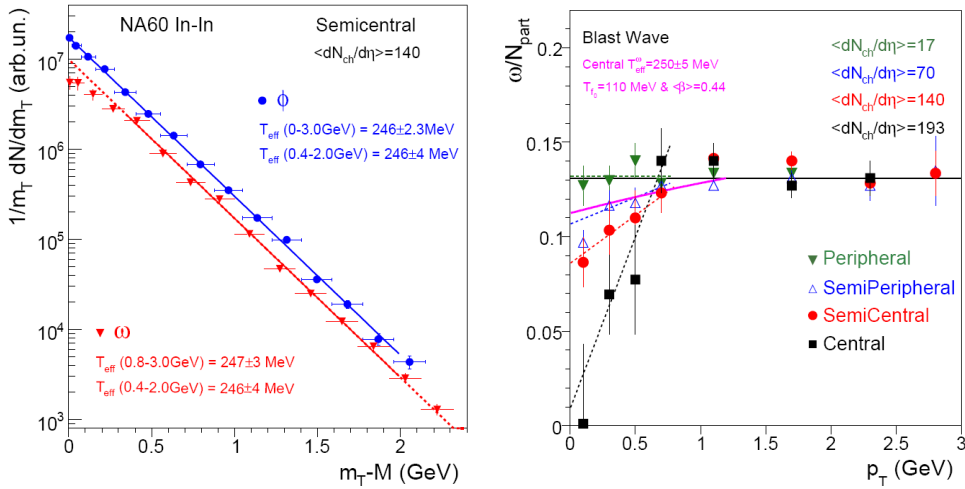 NA60 In-In
Semicentral
<dN_ch/dη>=140
ϕ
T_eff (0-3.0GeV) = 246±2.3MeV
T_eff (0.4-2.0GeV) = 246±4 MeV
ω
T_eff (0.8-3.0GeV) = 247±3 MeV
T_eff (0.4-2.0GeV) = 246±4 MeV
1/m_T dN/dm_T (arb.un.)
10^7
10^6
10^5
10^4
10^3
0 0.5 1 1.5 2
m_T-M (GeV)
Blast Wave
Central T_eff^ω=250±5 MeV
T_fo=110 MeV & <β>=0.44
<dN_ch/dη>=17
<dN_ch/dη>=70
<dN_ch/dη>=140
<dN_ch/dη>=193
Peripheral
SemiPeripheral
SemiCentral
Central
ω/N_part
0.2
0.15
0.1
0.05
0
0 0.5 1 1.5 2 2.5 3
p_T (GeV)